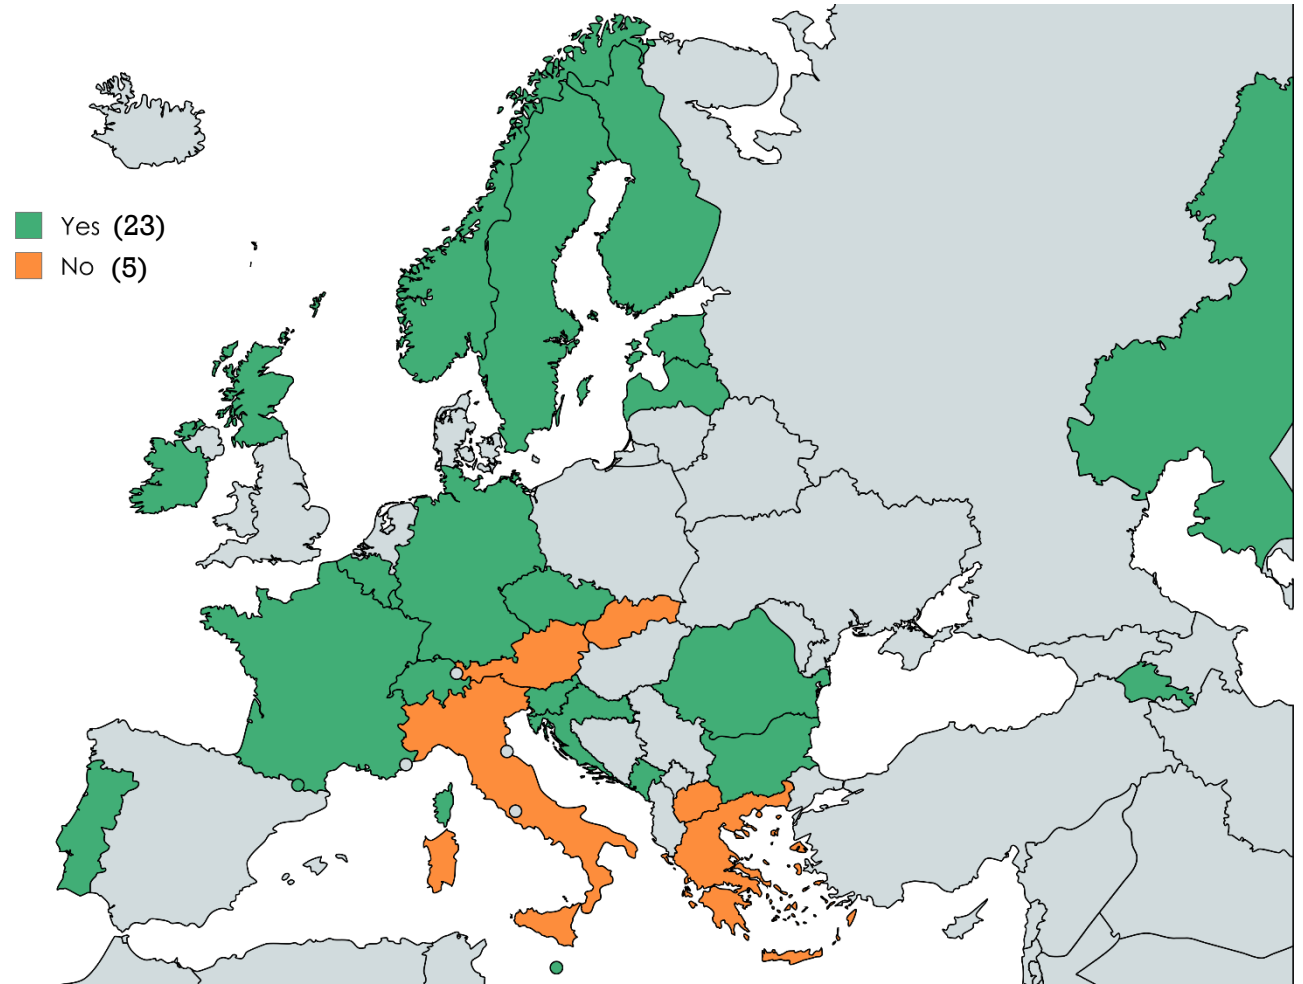 Yes (23)
No (5)